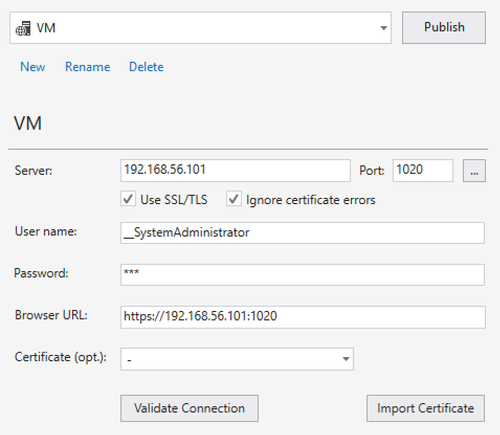 VM Publish
New Rename Delete
VM
Server: 192.168.56.101 Port: 1020 ...
Use SSL/TLS Ignore certificate errors
User name: __SystemAdministrator
Password: ***
Browser URL: https://192.168.56.101:1020
Certificate (opt.): -
Validate Connection Import Certificate